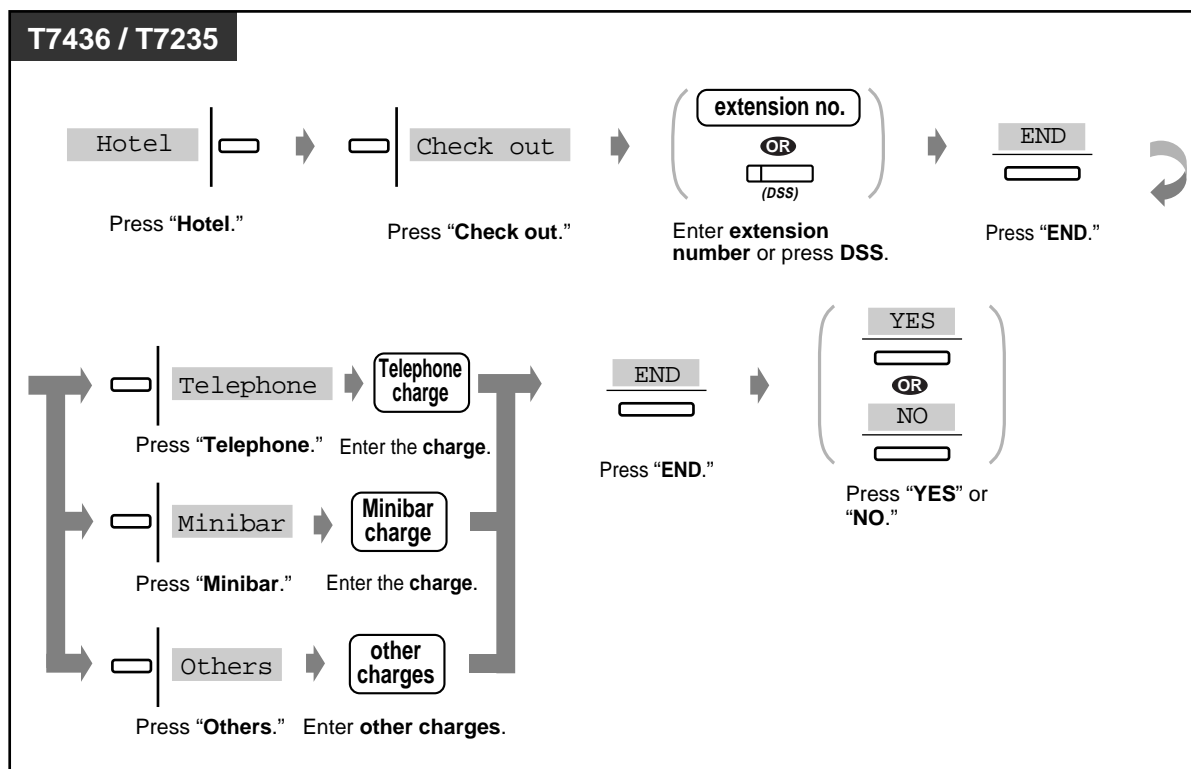 T7436 / T7235
Hotel
Check out
extension no.
OR
(DSS)
END
Press “Hotel.”
Press “Check out.”
Enter extension
number or press DSS.
Press “END.”
Telephone
Telephone
charge
Press “Telephone.”
Enter the charge.
Minibar
Minibar
charge
Press “Minibar.”
Enter the charge.
Others
other
charges
Press “Others.”
Enter other charges.
END
Press “END.”
YES
OR
NO
Press “YES” or
“NO.”